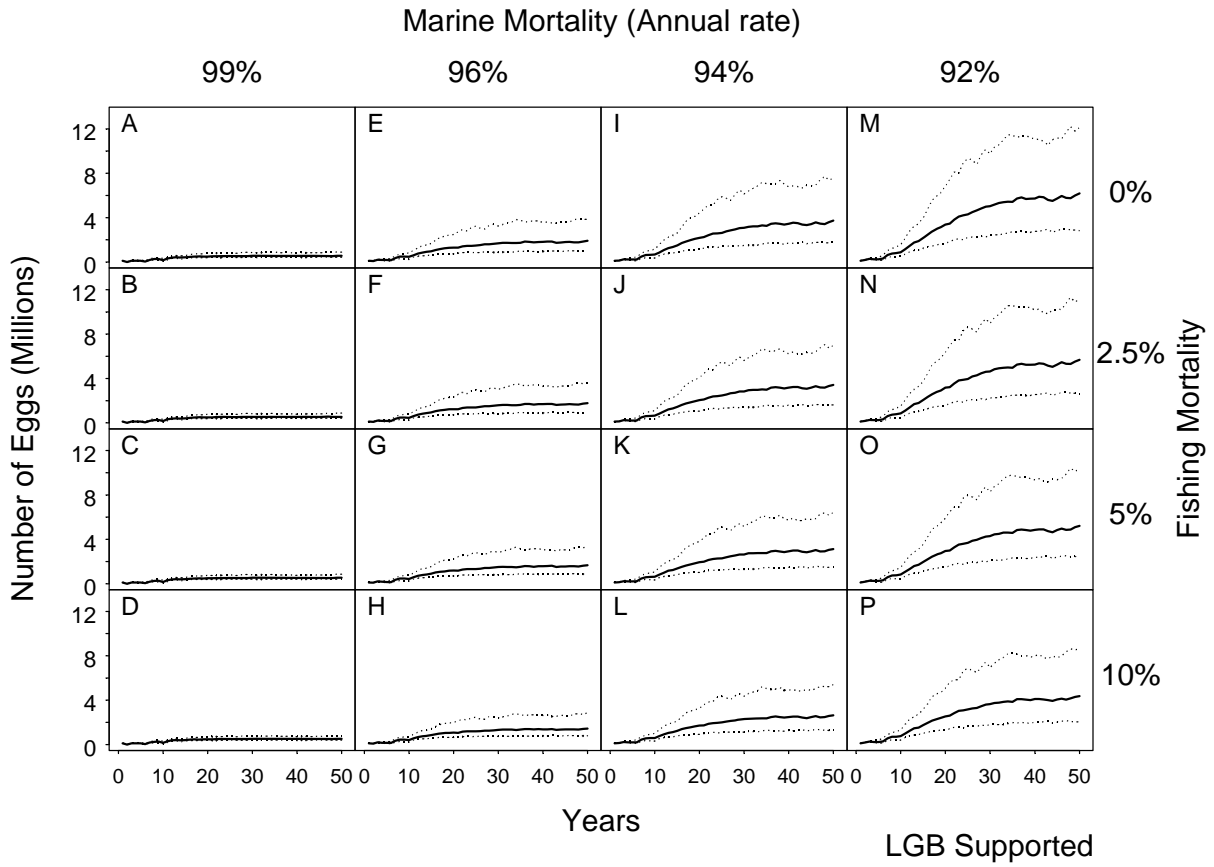 Marine Mortality (Annual rate)
99% 96% 94% 92%
Number of Eggs (Millions)
12 A E I M
8
4
0
0%
12 B F J N
8
4
0
2.5%
12 C G K O
8
4
0
5%
12 D H L P
8
4
0
10%
Fishing Mortality
0 10 20 30 40 50 0 10 20 30 40 50 0 10 20 30 40 50 0 10 20 30 40 50
Years
LGB Supported